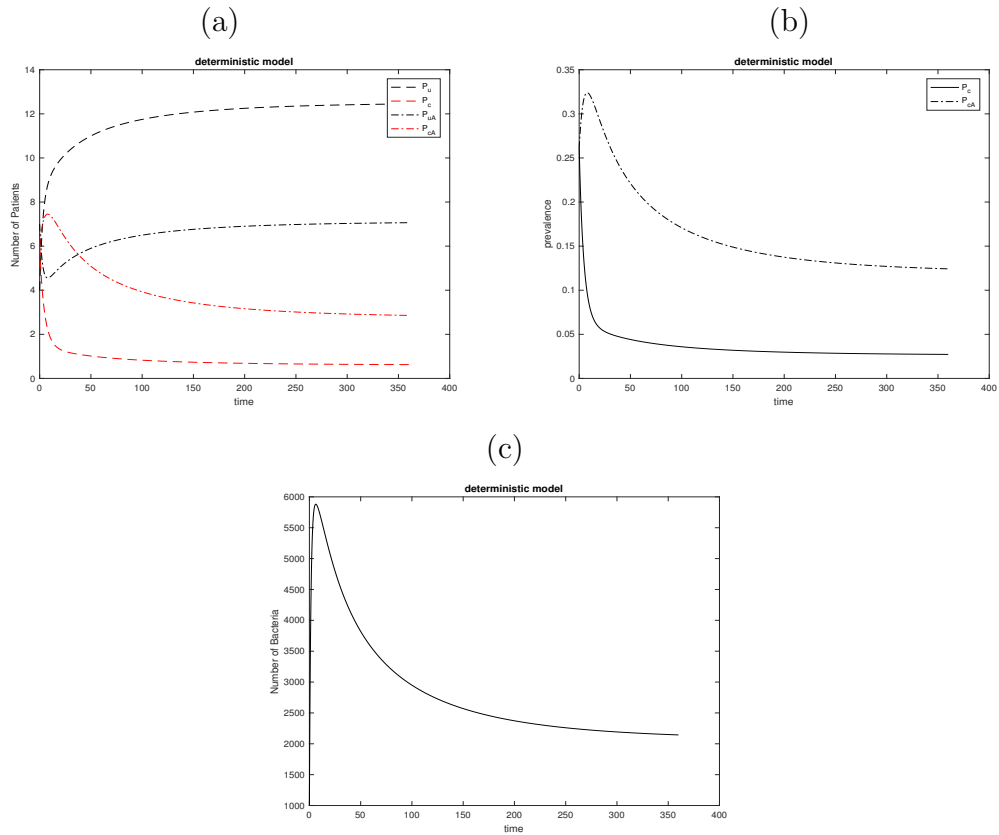 (a)
deterministic model
14
12
10
8
6
4
2
0
Number of Patients
0 50 100 150 200 250 300 350 400
time
P_u
P_c
P_uA
P_cA
(b)
deterministic model
0.35
0.3
0.25
0.2
0.15
0.1
0.05
0
prevalence
0 50 100 150 200 250 300 350 400
time
P_c
P_cA
(c)
deterministic model
6000
5500
5000
4500
4000
3500
3000
2500
2000
1500
1000
Number of Bacteria
0 50 100 150 200 250 300 350 400
time